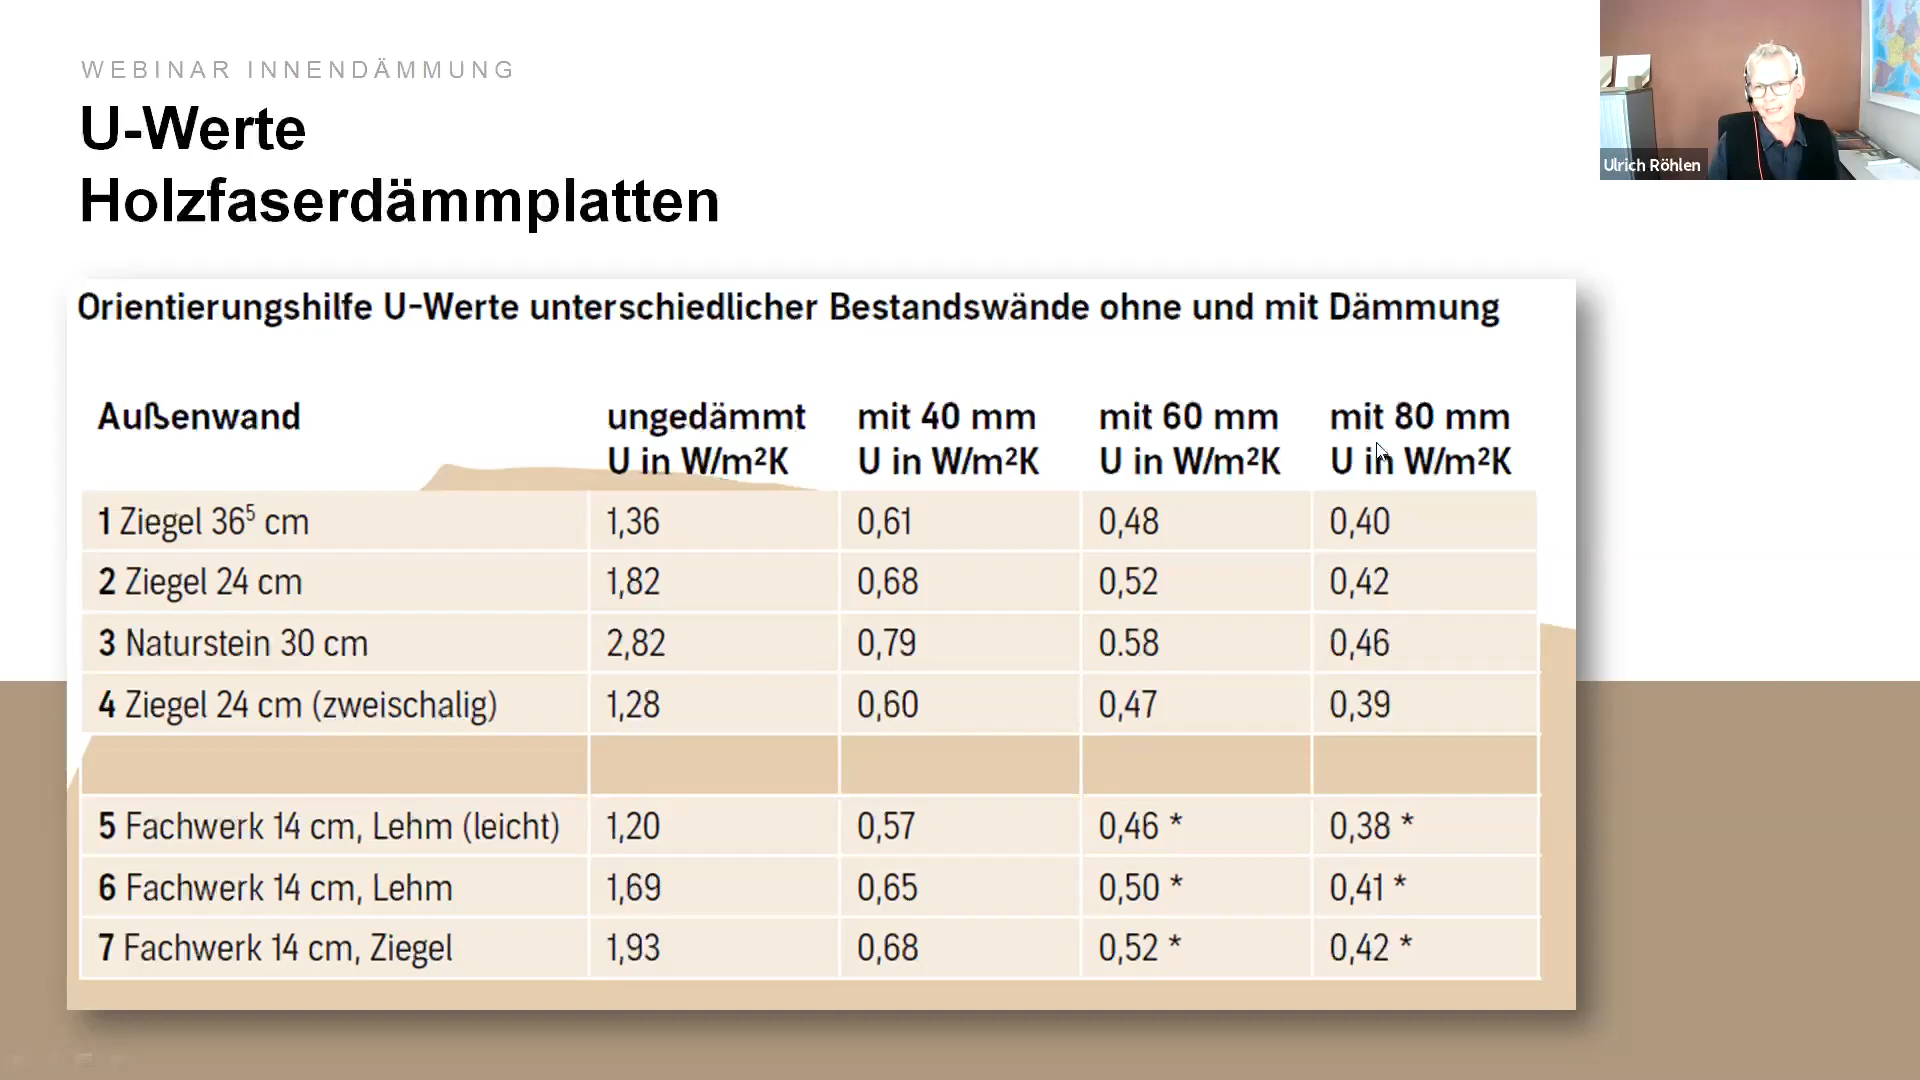 WEBINAR INNENDÄMMUNG
U-Werte
Holzfaserdämmplatten
Ulrich Röhlen
Orientierungshilfe U-Werte unterschiedlicher Bestandswände ohne und mit Dämmung
Außenwand ungedämmt mit 40 mm mit 60 mm mit 80 mm
U in W/m²K U in W/m²K U in W/m²K U in W/m²K
1 Ziegel 36⁵ cm 1,36 0,61 0,48 0,40
2 Ziegel 24 cm 1,82 0,68 0,52 0,42
3 Naturstein 30 cm 2,82 0,79 0.58 0,46
4 Ziegel 24 cm (zweischalig) 1,28 0,60 0,47 0,39
5 Fachwerk 14 cm, Lehm (leicht) 1,20 0,57 0,46 * 0,38 *
6 Fachwerk 14 cm, Lehm 1,69 0,65 0,50 * 0,41 *
7 Fachwerk 14 cm, Ziegel 1,93 0,68 0,52 * 0,42 *